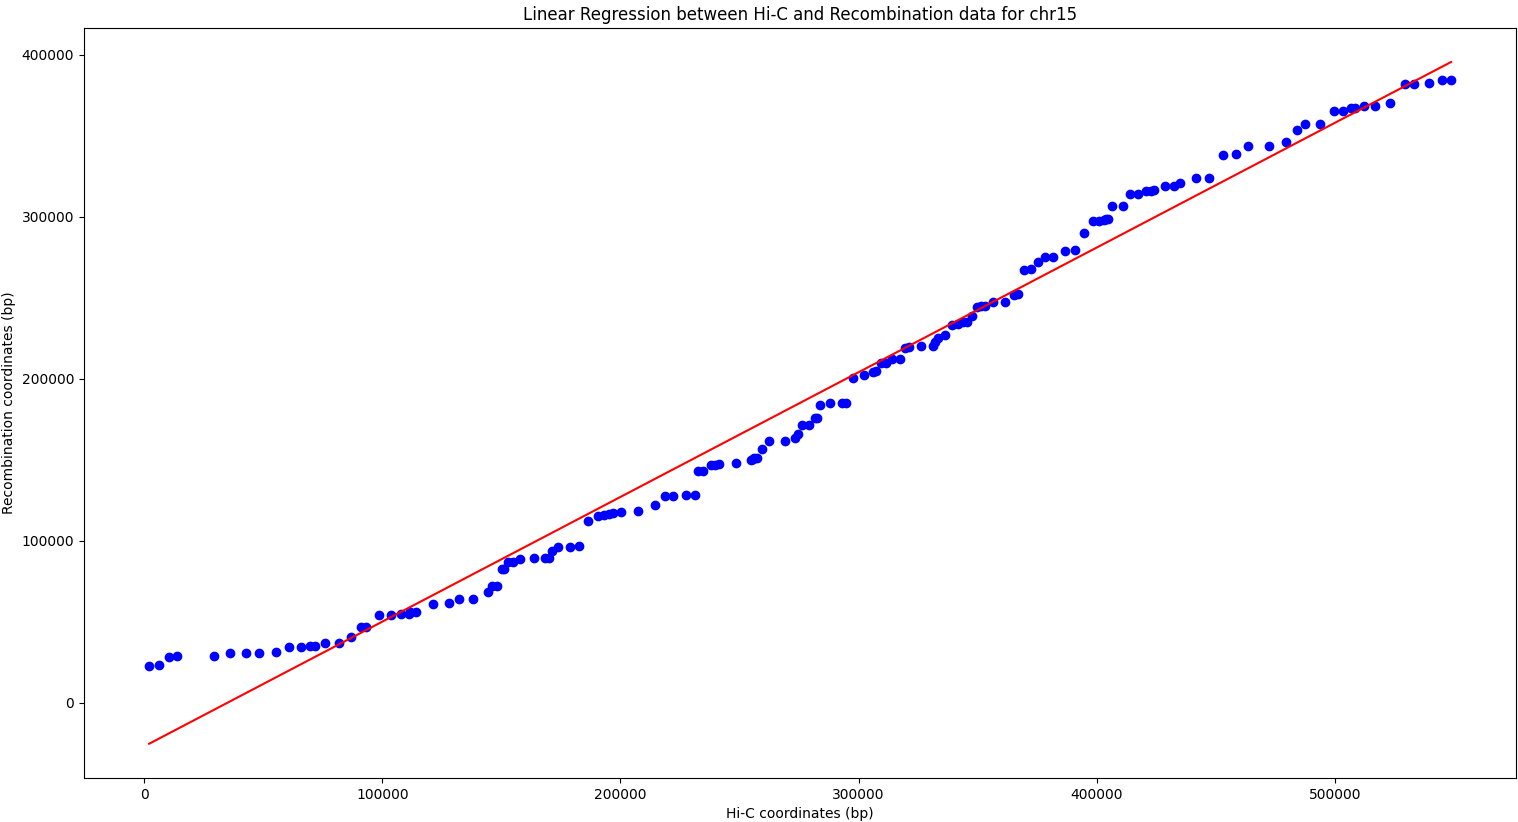 Linear Regression between Hi-C and Recombination data for chr15
400000
300000
200000
100000
0
Recombination coordinates (bp)
0 100000 200000 300000 400000 500000
Hi-C coordinates (bp)